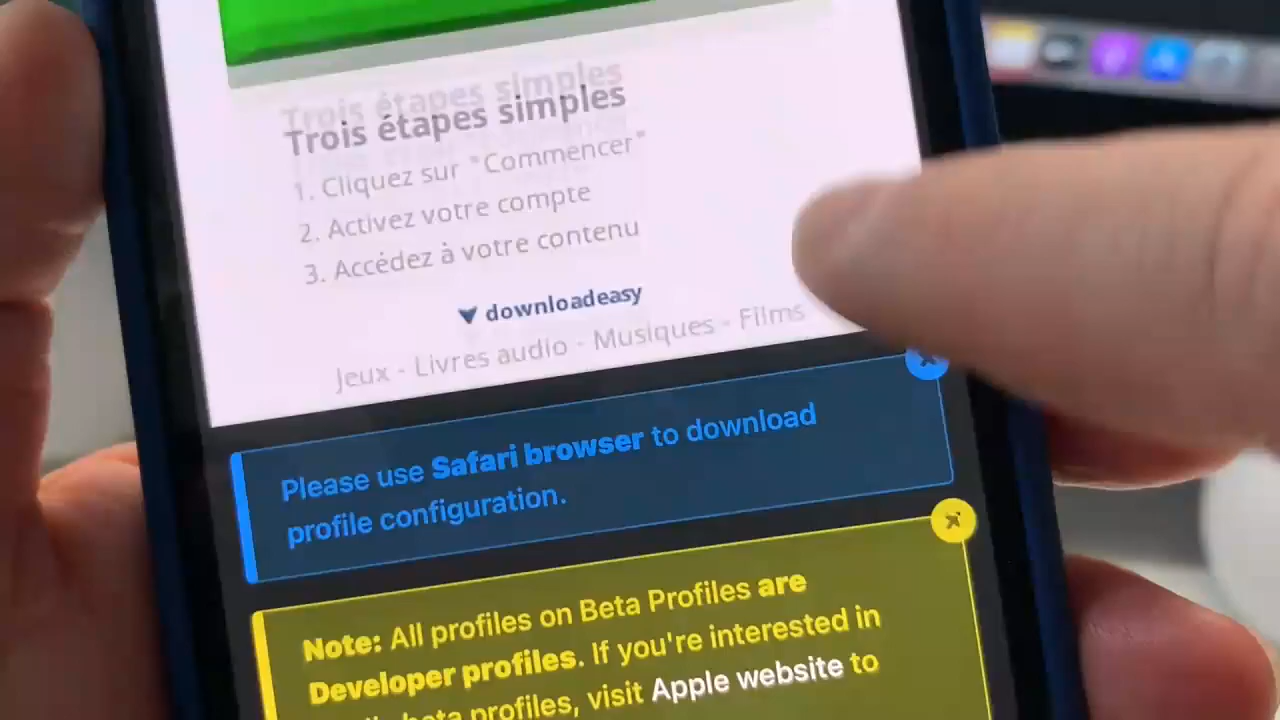 Trois étapes simples
1. Cliquez sur "Commencer"
2. Activez votre compte
3. Accédez à votre contenu
downloadeasy
Jeux - Livres audio - Musiques - Films
Please use Safari browser to download
profile configuration.
Note: All profiles on Beta Profiles are
Developer profiles. If you're interested in
beta profiles, visit Apple website to